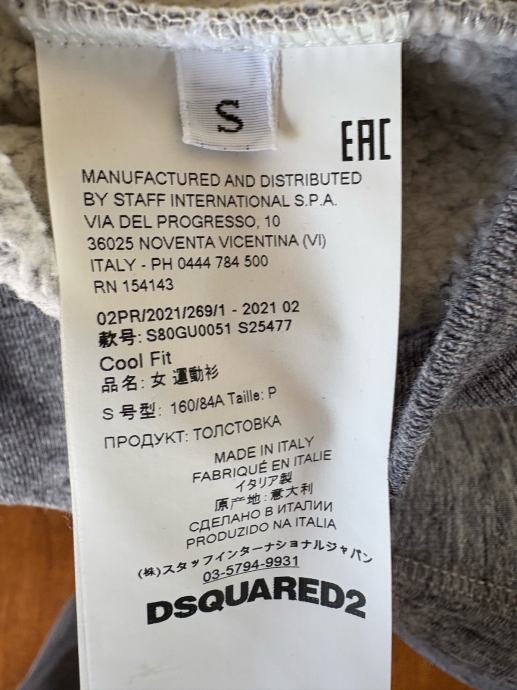 S
EAC
MANUFACTURED AND DISTRIBUTED
BY STAFF INTERNATIONAL S.P.A.
VIA DEL PROGRESSO, 10
36025 NOVENTA VICENTINA (VI)
ITALY - PH 0444 784 500
RN 154143
02PR/2021/269/1 - 2021 02
款号: S80GU0051 S25477
Cool Fit
品名: 女 運動衫
S 号型: 160/84A Taille: P
ПРОДУКТ: ТОЛСТОВКА
MADE IN ITALY
FABRIQUÉ EN ITALIE
イタリア製
原产地: 意大利
СДЕЛАНО В ИТАЛИИ
PRODUZIDO NA ITALIA
(株)スタッフインターナショナルジャパン
03-5794-9931
DSQUARED2